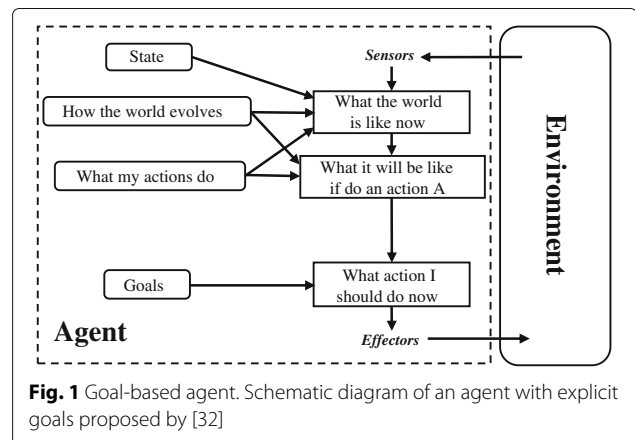 State
Sensors
How the world evolves
What the world
is like now
What my actions do
What it will be like
if do an action A
Goals
What action I
should do now
Agent
Effectors
Environment
Fig. 1 Goal-based agent. Schematic diagram of an agent with explicit
goals proposed by [32]